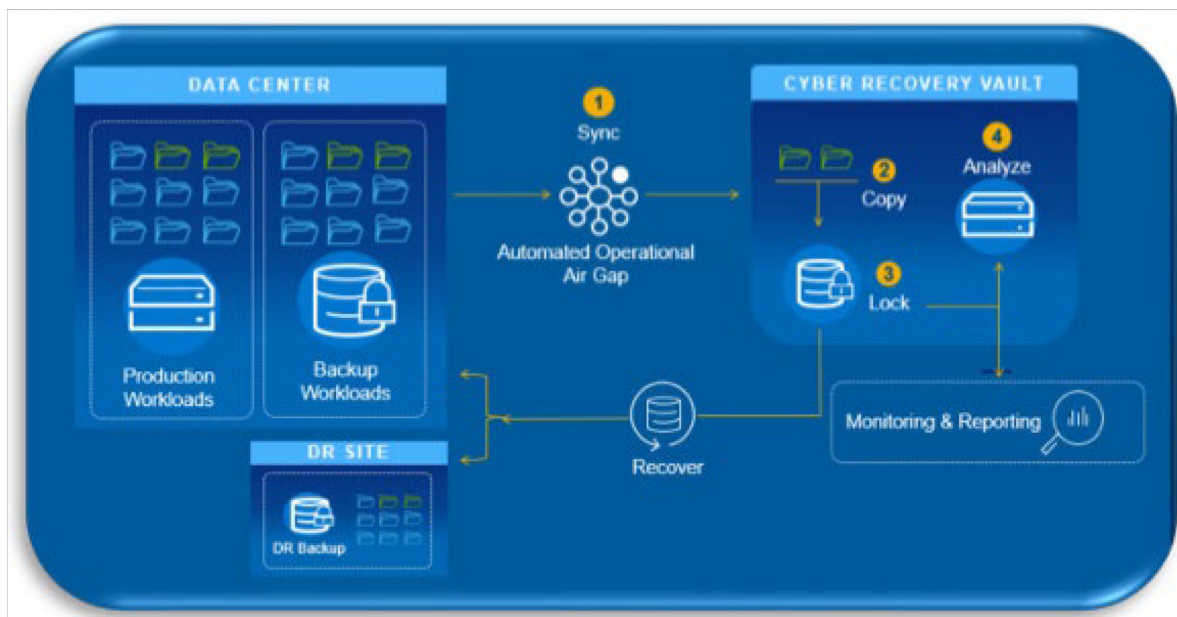 DATA CENTER
Production
Workloads
Backup
Workloads
1
Sync
Automated Operational
Air Gap
CYBER RECOVERY VAULT
2
Copy
3
Lock
4
Analyze
Monitoring & Reporting
Recover
DR SITE
DR Backup